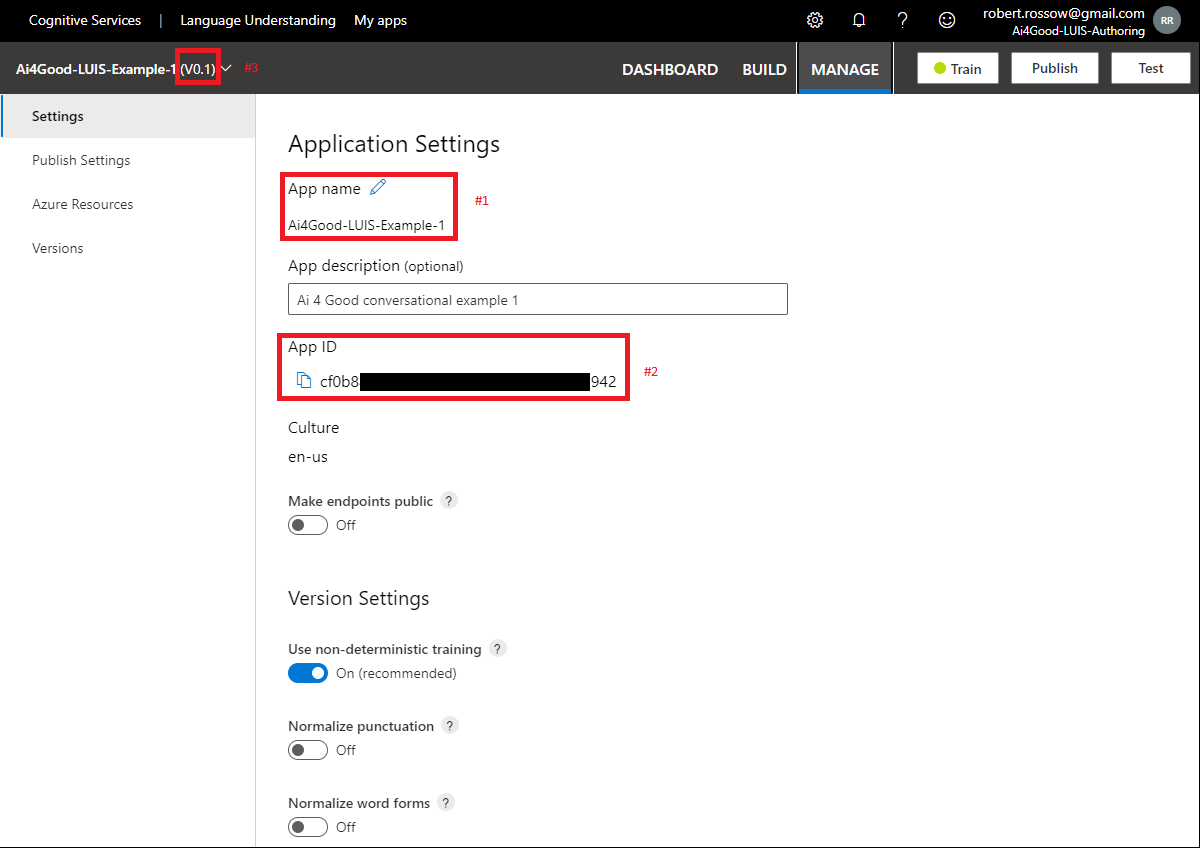 Cognitive Services | Language Understanding My apps ? robert.rossow@gmail.com RR
Ai4Good-LUIS-Authoring
Ai4Good-LUIS-Example-1 (V0.1) #3 DASHBOARD BUILD MANAGE Train Publish Test
Settings
Publish Settings
Azure Resources
Versions
Application Settings
App name
#1
Ai4Good-LUIS-Example-1
App description (optional)
Ai 4 Good conversational example 1
App ID
#2
cf0b8 942
Culture
en-us
Make endpoints public ?
Off
Version Settings
Use non-deterministic training ?
On (recommended)
Normalize punctuation ?
Off
Normalize word forms ?
Off